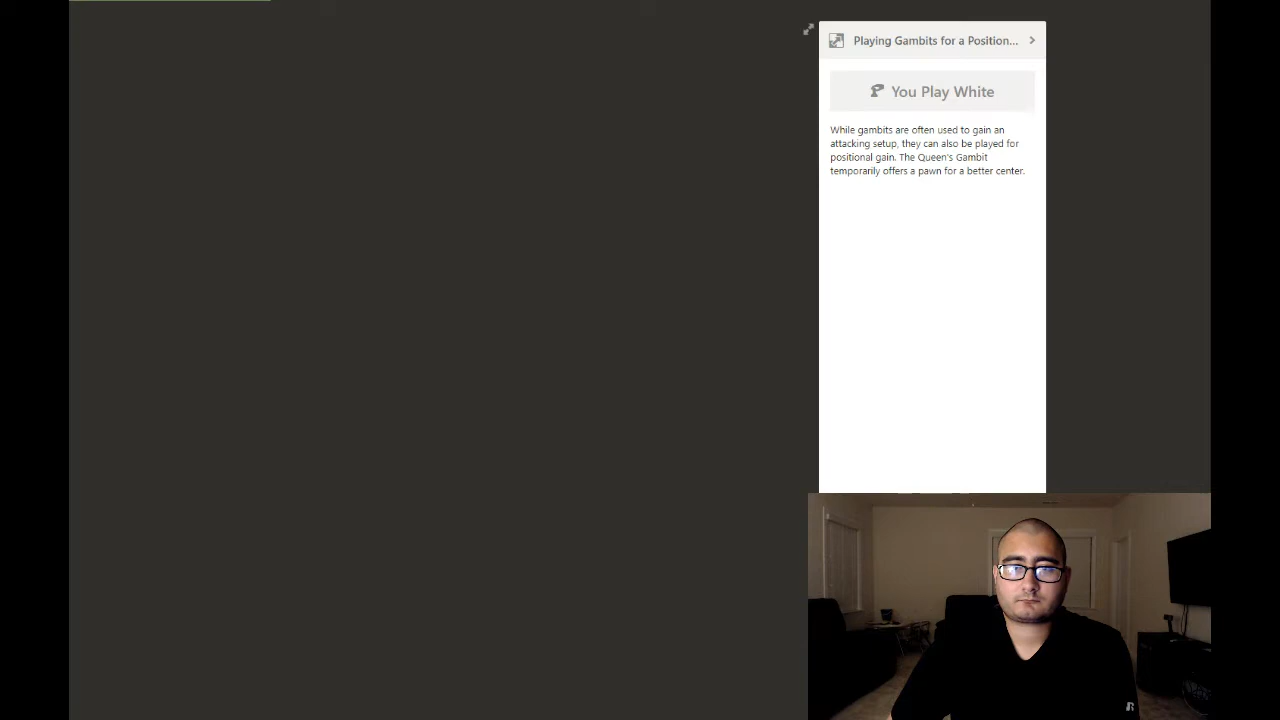 Playing Gambits for a Position...
You Play White
While gambits are often used to gain an
attacking setup, they can also be played for
positional gain. The Queen's Gambit
temporarily offers a pawn for a better center.